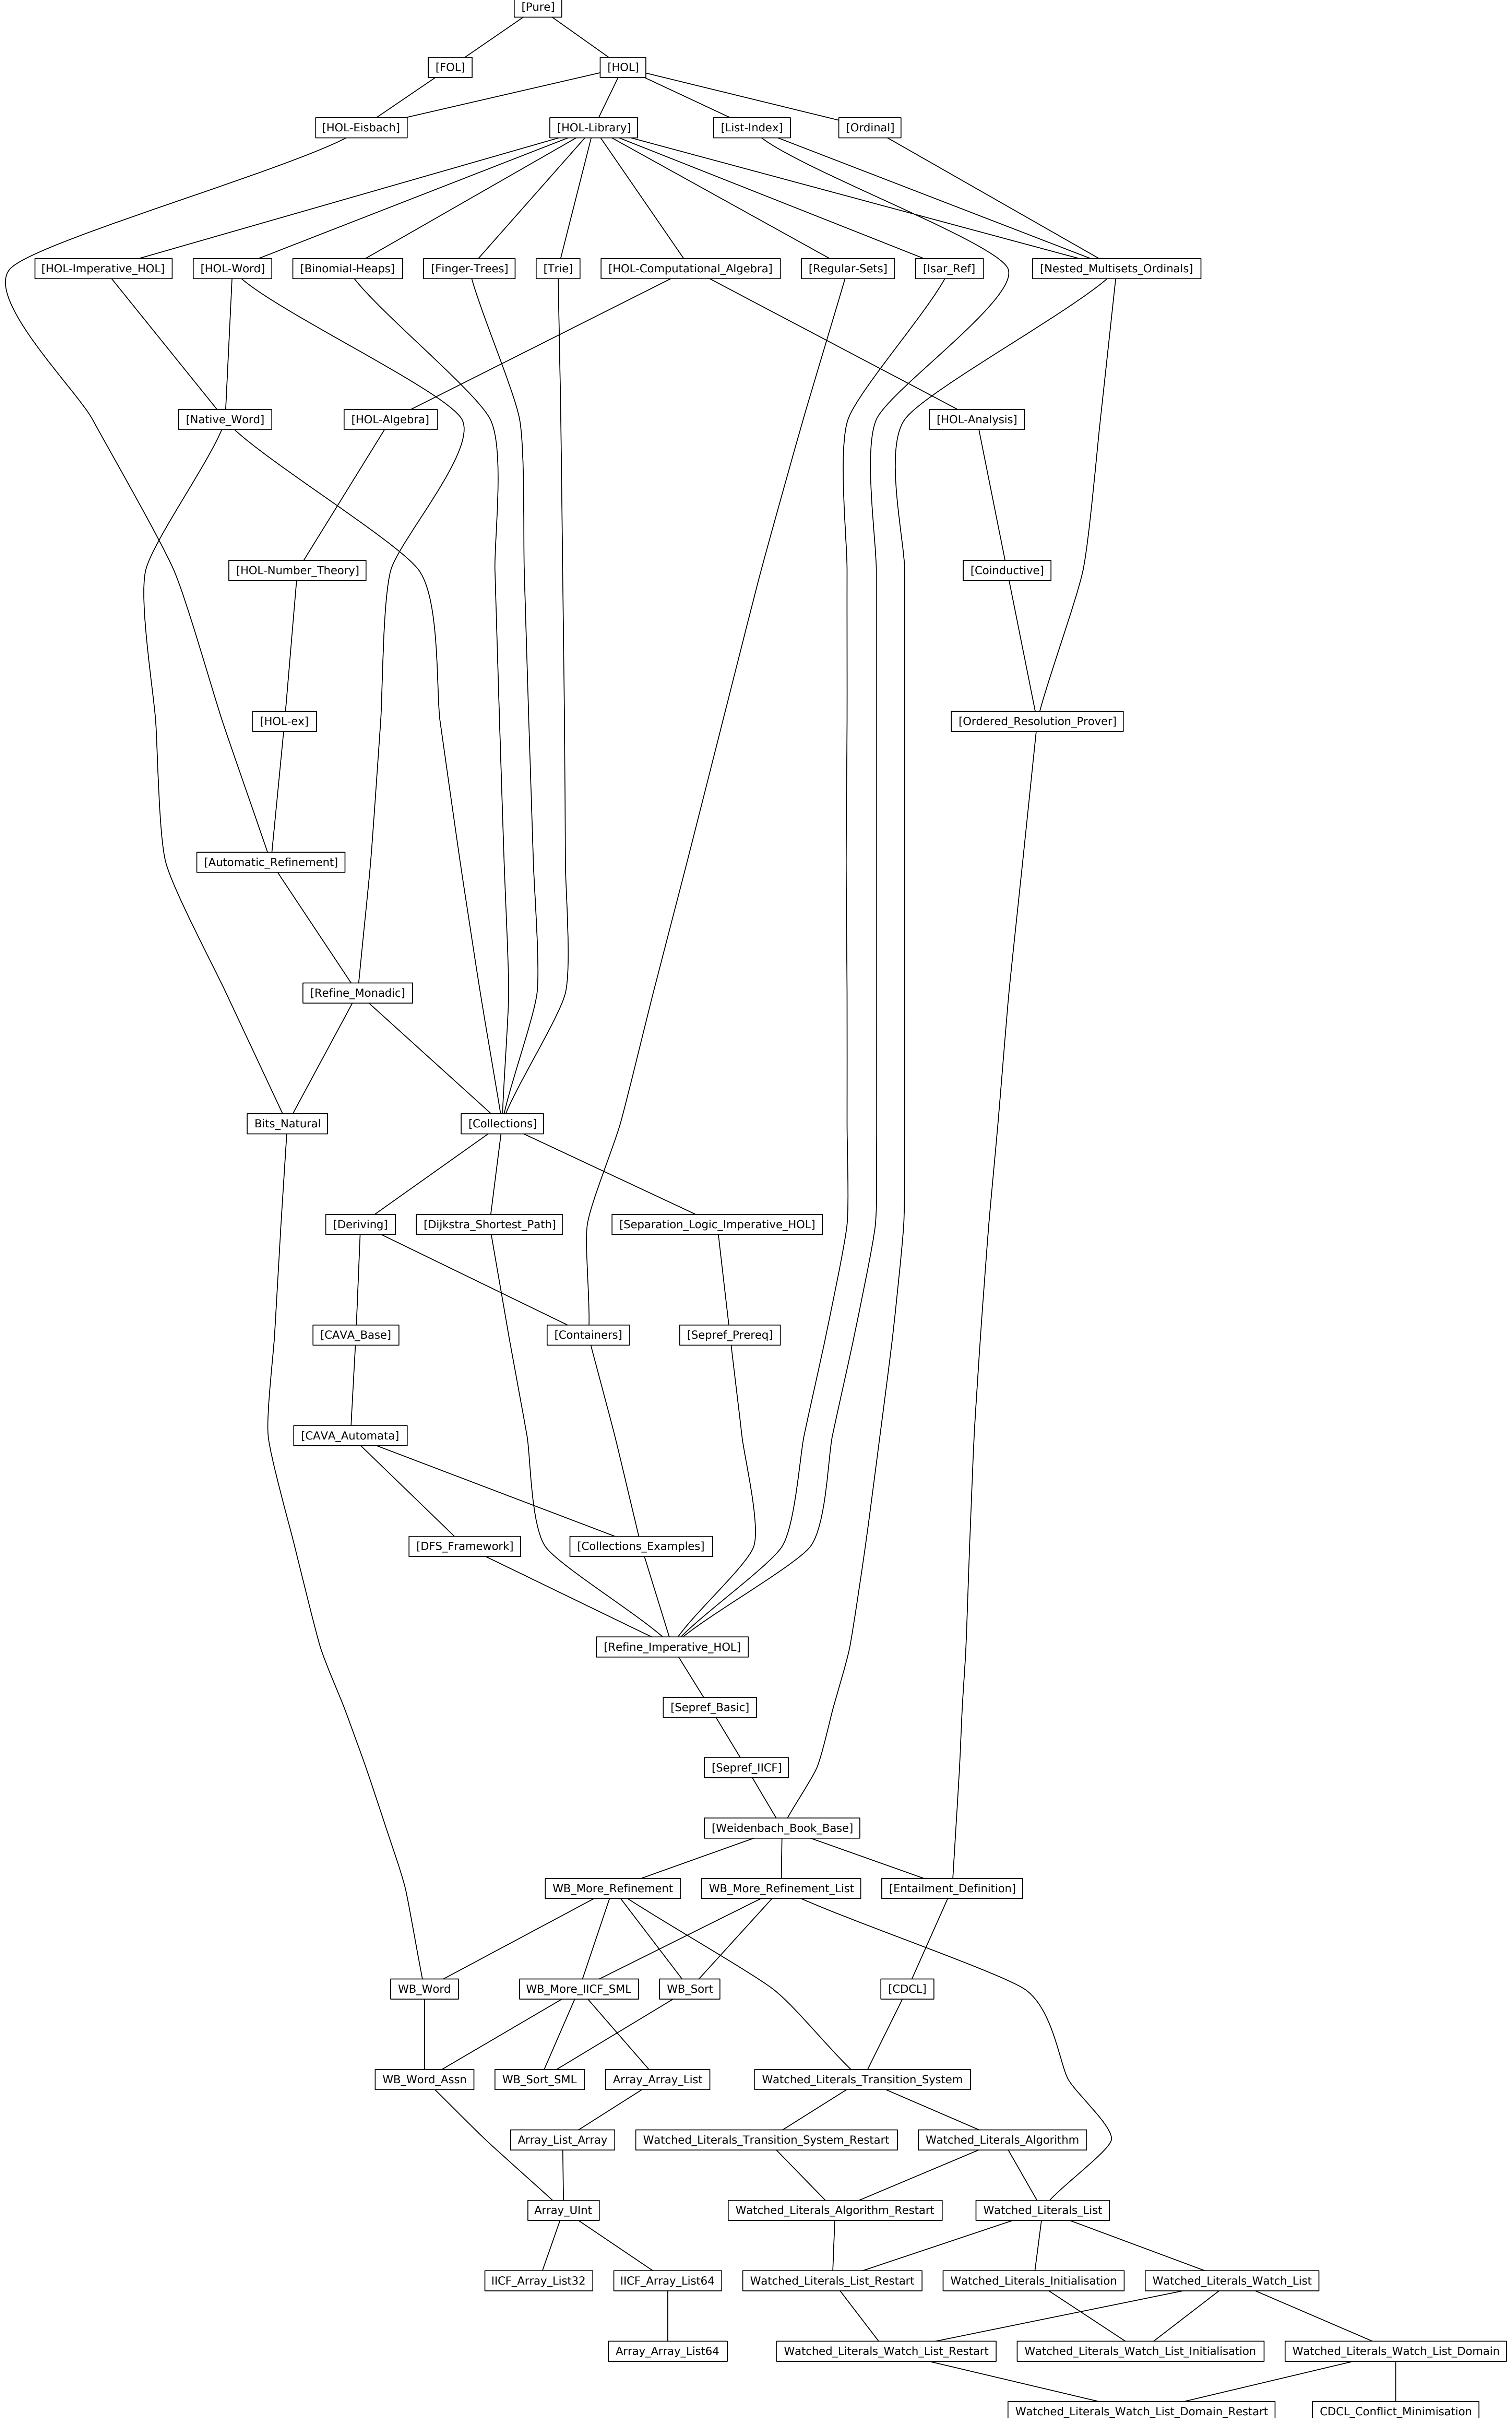 [Pure]
[FOL]
[HOL]
[HOL-Eisbach]
[HOL-Library]
[List-Index]
[Ordinal]
[HOL-Imperative_HOL]
[HOL-Word]
[Binomial-Heaps]
[Finger-Trees]
[Trie]
[HOL-Computational_Algebra]
[Regular-Sets]
[Isar_Ref]
[Nested_Multisets_Ordinals]
[Native_Word]
[HOL-Algebra]
[HOL-Analysis]
[HOL-Number_Theory]
[Coinductive]
[HOL-ex]
[Ordered_Resolution_Prover]
[Automatic_Refinement]
[Refine_Monadic]
Bits_Natural
[Collections]
[Deriving]
[Dijkstra_Shortest_Path]
[Separation_Logic_Imperative_HOL]
[CAVA_Base]
[Containers]
[Sepref_Prereq]
[CAVA_Automata]
[DFS_Framework]
[Collections_Examples]
[Refine_Imperative_HOL]
[Sepref_Basic]
[Sepref_IICF]
[Weidenbach_Book_Base]
WB_More_Refinement
WB_More_Refinement_List
[Entailment_Definition]
WB_Word
WB_More_IICF_SML
WB_Sort
[CDCL]
WB_Word_Assn
WB_Sort_SML
Array_Array_List
Watched_Literals_Transition_System
Array_List_Array
Watched_Literals_Transition_System_Restart
Watched_Literals_Algorithm
Array_UInt
Watched_Literals_Algorithm_Restart
Watched_Literals_List
IICF_Array_List32
IICF_Array_List64
Watched_Literals_List_Restart
Watched_Literals_Initialisation
Watched_Literals_Watch_List
Array_Array_List64
Watched_Literals_Watch_List_Restart
Watched_Literals_Watch_List_Initialisation
Watched_Literals_Watch_List_Domain
Watched_Literals_Watch_List_Domain_Restart
CDCL_Conflict_Minimisation